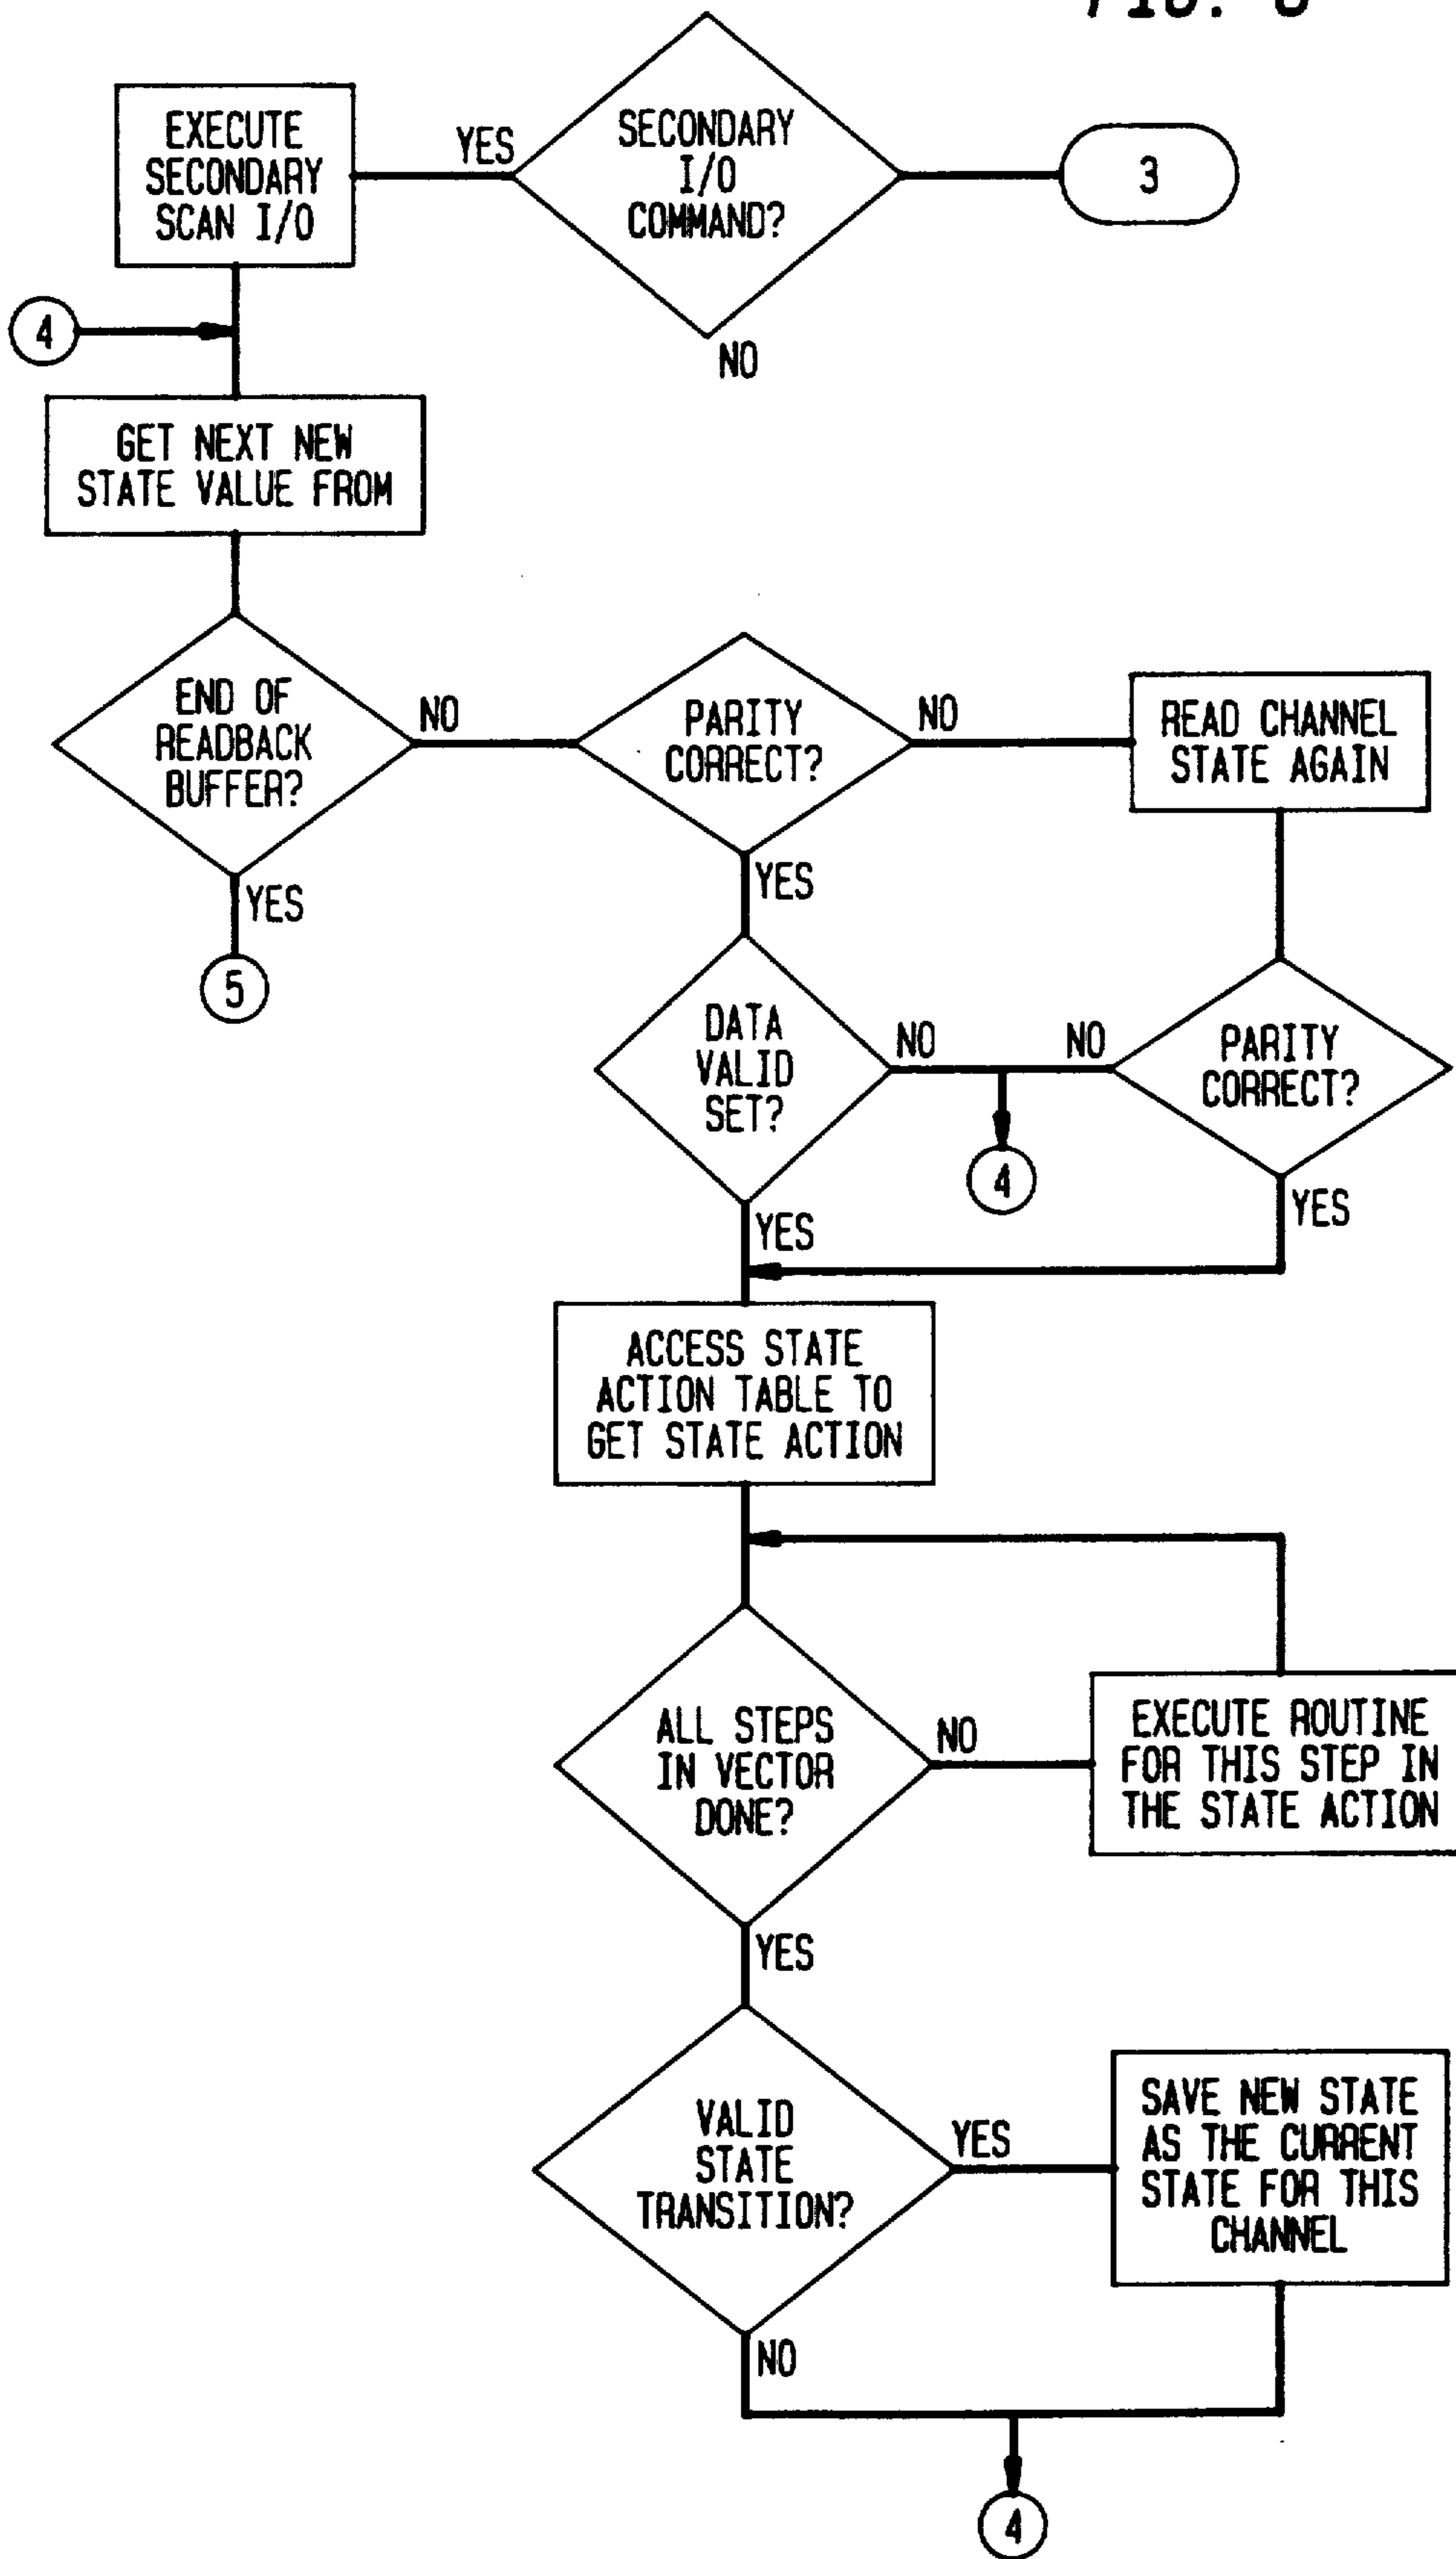 EXECUTE
SECONDARY
SCAN I/O
YES
SECONDARY
I/O
COMMAND?
3
NO
4
GET NEXT NEW
STATE VALUE FROM
END OF
READBACK
BUFFER?
NO
PARITY
CORRECT?
NO
READ CHANNEL
STATE AGAIN
YES
5
YES
DATA
VALID
SET?
NO
NO
PARITY
CORRECT?
4
YES
YES
ACCESS STATE
ACTION TABLE TO
GET STATE ACTION
ALL STEPS
IN VECTOR
DONE?
NO
EXECUTE ROUTINE
FOR THIS STEP IN
THE STATE ACTION
YES
VALID
STATE
TRANSITION?
YES
SAVE NEW STATE
AS THE CURRENT
STATE FOR THIS
CHANNEL
NO
4